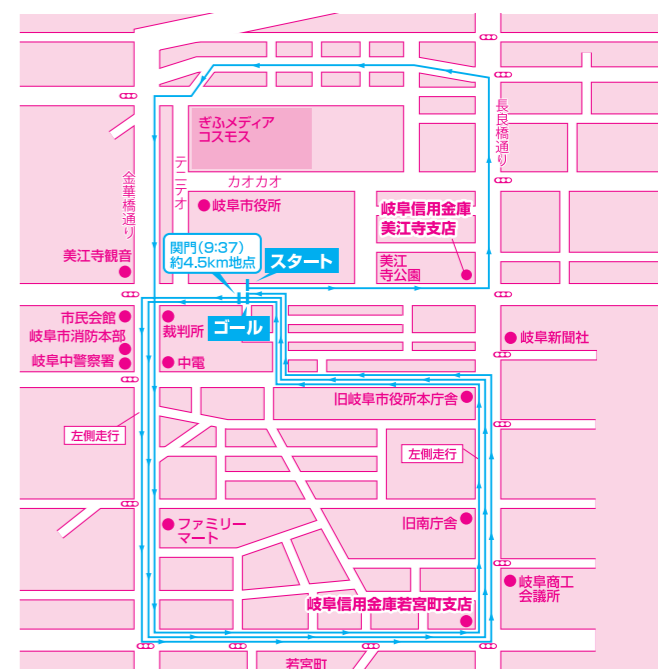 ぎふメディア
コスモス
長良橋通り
テニテオ
カオカオ
金華橋通り
岐阜市役所
岐阜信用金庫
美江寺支店
関門(9:37)
約4.5km地点
スタート
美江寺観音
美江
寺公園
市民会館
裁判所
ゴール
岐阜市消防本部
岐阜新聞社
岐阜中警察署
中電
旧岐阜市役所本庁舎
左側走行
左側走行
ファミリー
マート
旧南庁舎
岐阜商工
会議所
岐阜信用金庫若宮町支店
若宮町